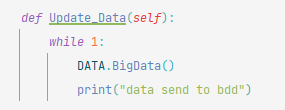 def Update_Data(self):
while 1:
DATA.BigData()
print("data send to bdd")